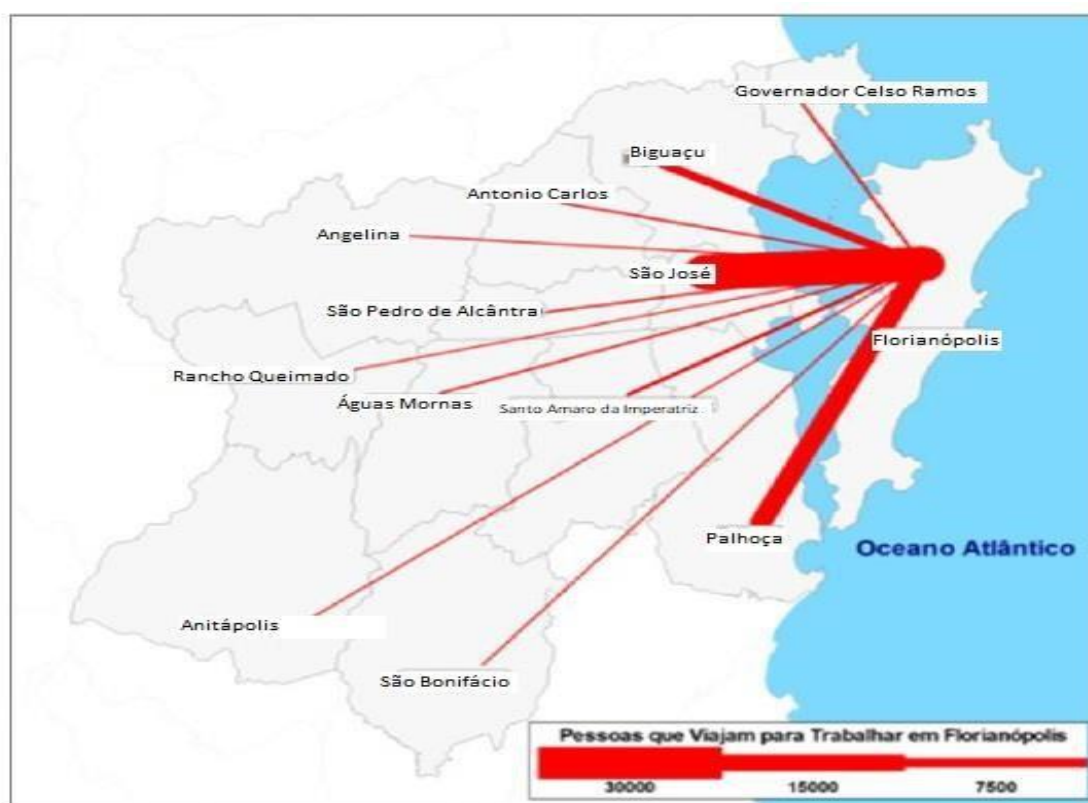 Governador Celso Ramos
Biguaçu
Antonio Carlos
Angelina
São José
São Pedro de Alcântra
Florianópolis
Rancho Queimado
Águas Mornas
Santo Amaro da Imperatriz
Palhoça
Oceano Atlântico
Anitápolis
São Bonifácio
Pessoas que Viajam para Trabalhar em Florianópolis
30000 15000 7500